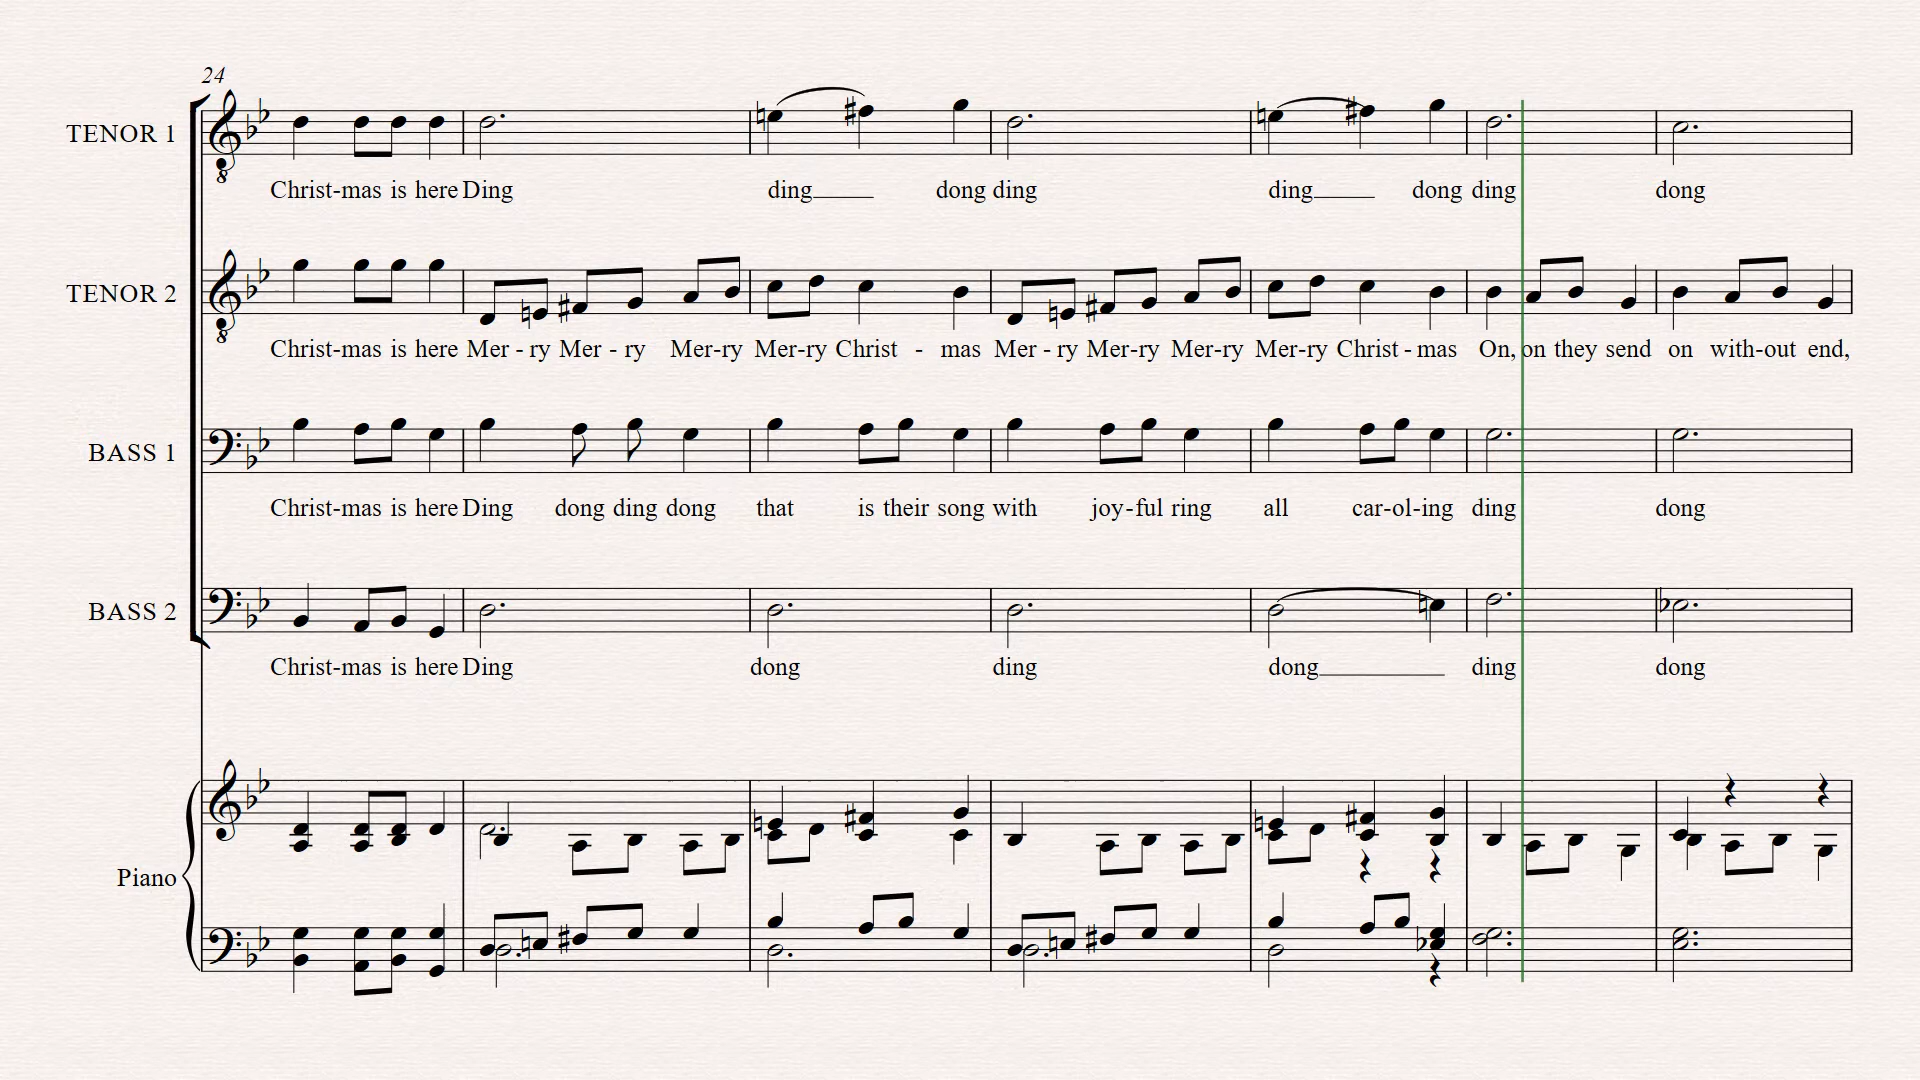 24
TENOR 1
Christ-mas is here Ding ding dong ding ding dong ding dong
TENOR 2
Christ-mas is here Mer - ry Mer - ry Mer-ry Mer-ry Christ - mas Mer - ry Mer-ry Mer-ry Mer-ry Christ - mas On, on they send on with-out end,
BASS 1
Christ-mas is here Ding dong ding dong that is their song with joy-ful ring all car-ol-ing ding dong
BASS 2
Christ-mas is here Ding dong ding dong ding dong
Piano